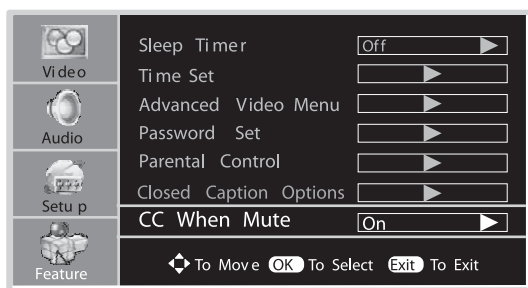 Video
Audio
Setup
Feature
Sleep Timer Off
Time Set
Advanced Video Menu
Password Set
Parental Control
Closed Caption Options
CC When Mute On
To Move OK To Select Exit To Exit